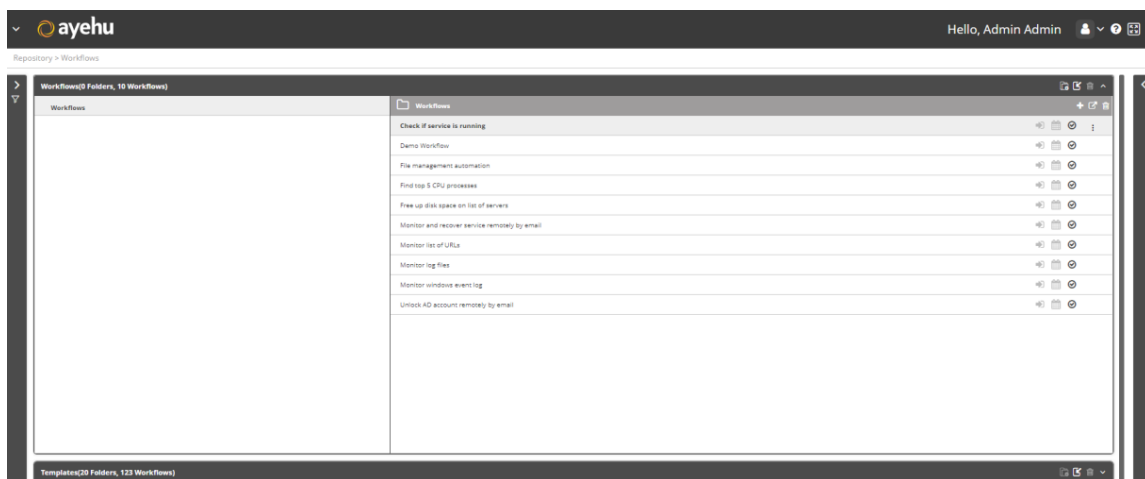 ayehu
Hello, Admin Admin
Repository > Workflows
Workflows(0 Folders, 10 Workflows)
Workflows
Workflows
Check if service is running
Demo Workflow
File management automation
Find top 5 CPU processes
Free up disk space on list of servers
Monitor and recover service remotely by email
Monitor list of URLs
Monitor log files
Monitor windows event log
Unlock AD account remotely by email
Templates(20 Folders, 123 Workflows)